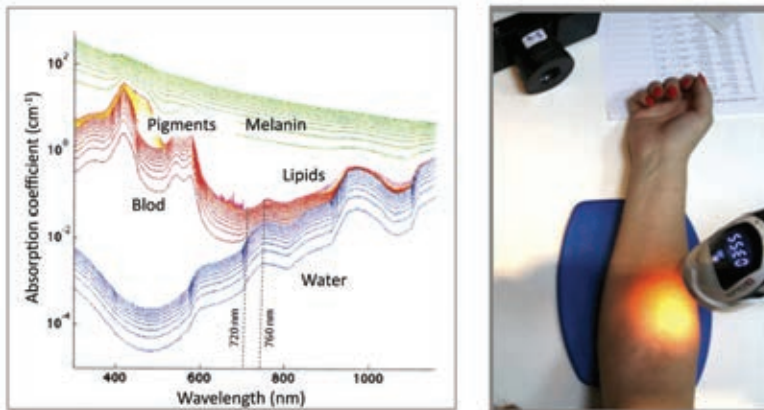 Absorption coefficient (cm⁻¹)
10²
10⁰
10⁻²
10⁻⁴
Pigments
Melanin
Blod
Lipids
Water
720 nm
760 nm
400
600
800
1000
Wavelength (nm)